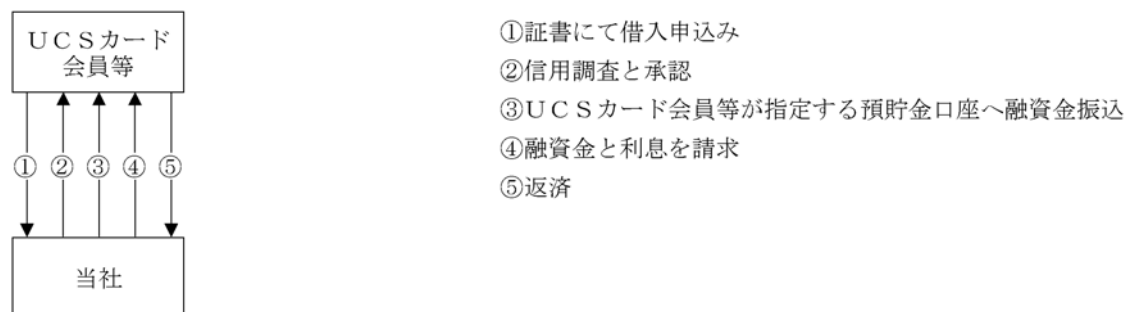 ＵＣＳカード
会員等
①証書にて借入申込み
②信用調査と承認
③ＵＣＳカード会員等が指定する預貯金口座へ融資金振込
④融資金と利息を請求
⑤返済
① ② ③ ④ ⑤
当社